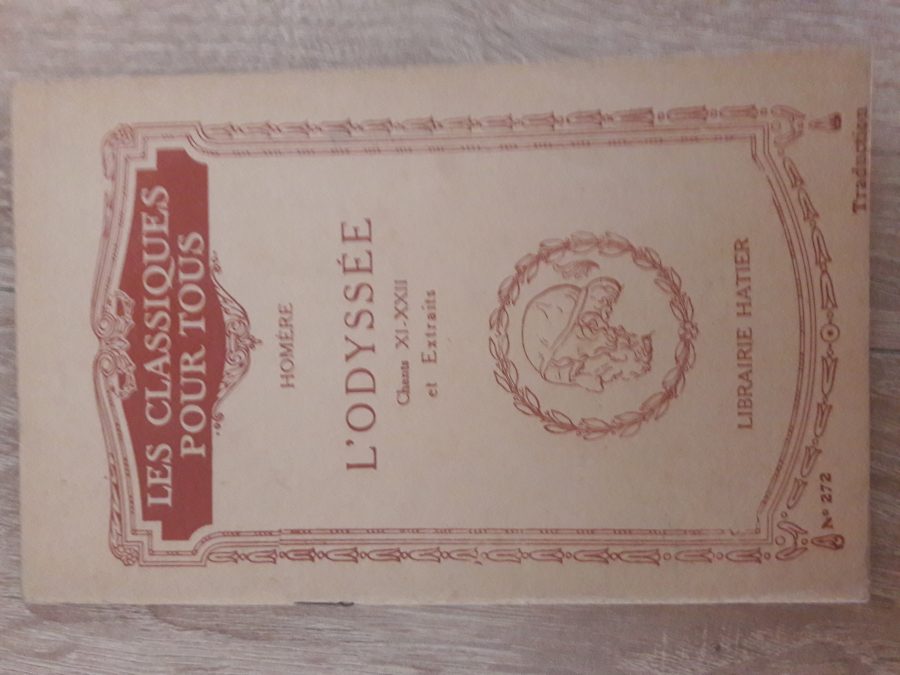 LES CLASSIQUES
POUR TOUS
HOMÈRE
L'ODYSSÉE
Chants XI-XXII
et Extraits
LIBRAIRIE HATIER
N° 272
Traduction